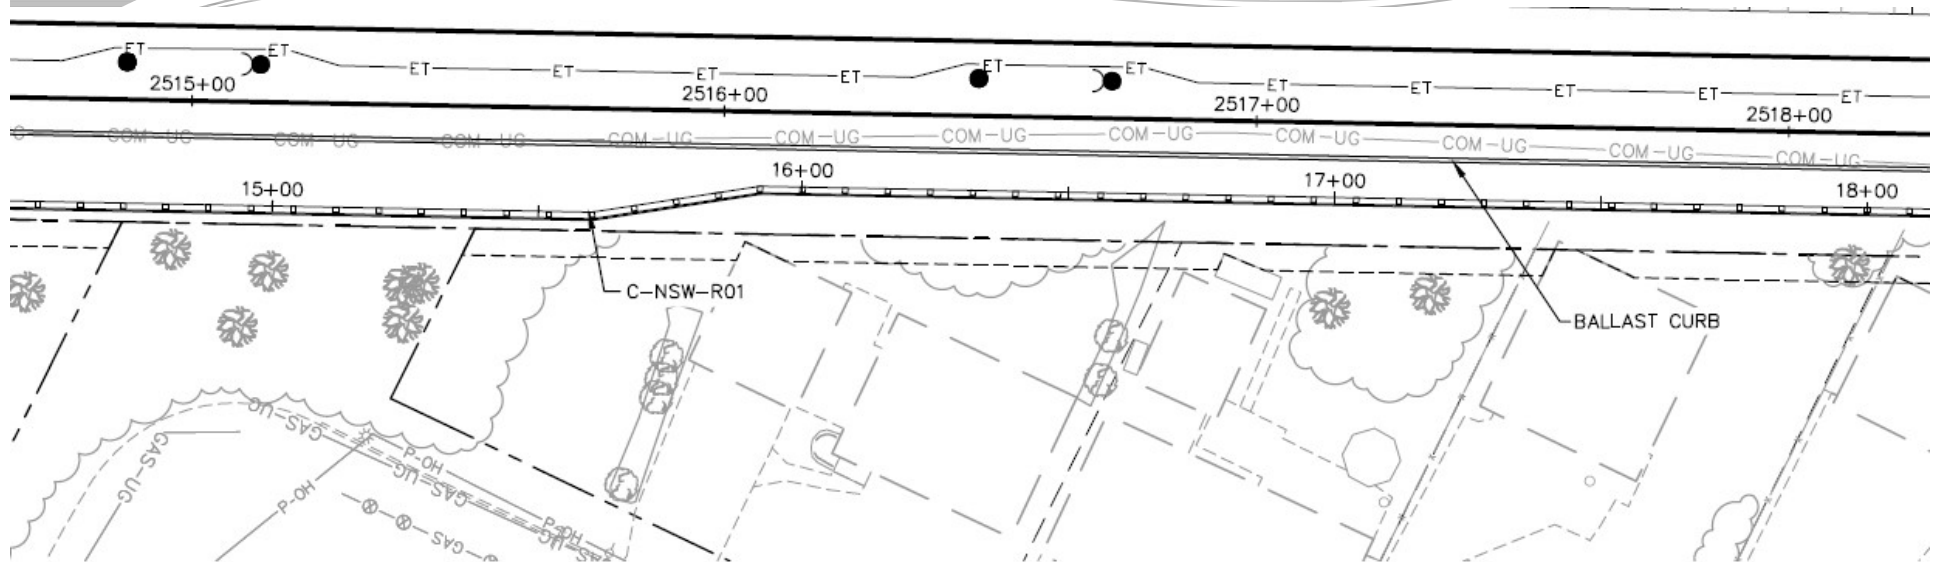 ET ET ET ET ET ET ET ET ET ET ET ET ET
2515+00 2516+00 2517+00 2518+00
COM-UG COM-UG COM-UG COM-UG COM-UG COM-UG COM-UG COM-UG COM-UG COM-UG COM-UG
15+00 16+00 17+00 18+00
C-NSW-R01
BALLAST CURB
GAS-UG
GAS-UG
P-OH
GAS-UG
P-OH
P-OH
GAS